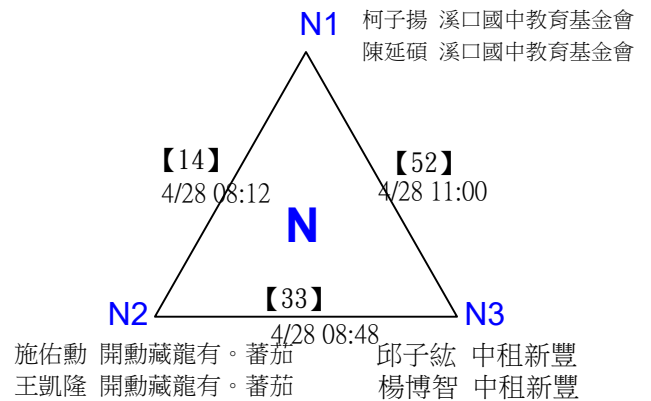 N1
柯子揚 溪口國中教育基金會
陳延碩 溪口國中教育基金會
【14】
4/28 08:12
【52】
4/28 11:00
N
【33】
4/28 08:48
N2
N3
施佑勳 開勳藏龍有。蕃茄
王凱隆 開勳藏龍有。蕃茄
邱子紘 中租新豐
楊博智 中租新豐